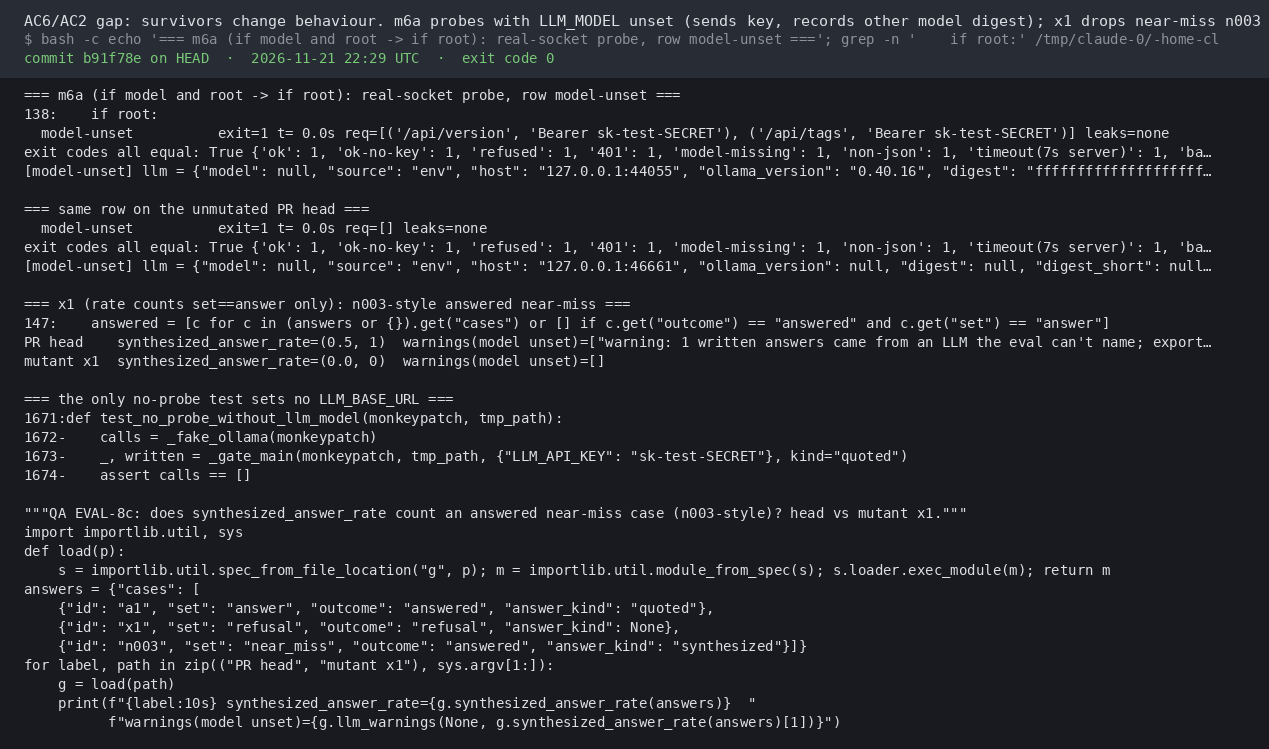 AC6/AC2 gap: survivors change behaviour. m6a probes with LLM_MODEL unset (sends key, records other model digest); x1 drops near-miss n003
$ bash -c echo '=== m6a (if model and root -> if root): real-socket probe, row model-unset ==='; grep -n '    if root:' /tmp/claude-0/-home-cl
commit b91f78e on HEAD  ·  2026-11-21 22:29 UTC  ·  exit code 0
=== m6a (if model and root -> if root): real-socket probe, row model-unset ===
138:    if root:
  model-unset          exit=1 t= 0.0s req=[('/api/version', 'Bearer sk-test-SECRET'), ('/api/tags', 'Bearer sk-test-SECRET')] leaks=none
exit codes all equal: True {'ok': 1, 'ok-no-key': 1, 'refused': 1, '401': 1, 'model-missing': 1, 'non-json': 1, 'timeout(7s server)': 1, 'ba…
[model-unset] llm = {"model": null, "source": "env", "host": "127.0.0.1:44055", "ollama_version": "0.40.16", "digest": "ffffffffffffffffffff…
=== same row on the unmutated PR head ===
  model-unset          exit=1 t= 0.0s req=[] leaks=none
exit codes all equal: True {'ok': 1, 'ok-no-key': 1, 'refused': 1, '401': 1, 'model-missing': 1, 'non-json': 1, 'timeout(7s server)': 1, 'ba…
[model-unset] llm = {"model": null, "source": "env", "host": "127.0.0.1:46661", "ollama_version": null, "digest": null, "digest_short": null…
=== x1 (rate counts set==answer only): n003-style answered near-miss ===
147:    answered = [c for c in (answers or {}).get("cases") or [] if c.get("outcome") == "answered" and c.get("set") == "answer"]
PR head    synthesized_answer_rate=(0.5, 1)  warnings(model unset)=["warning: 1 written answers came from an LLM the eval can't name; export…
mutant x1  synthesized_answer_rate=(0.0, 0)  warnings(model unset)=[]
=== the only no-probe test sets no LLM_BASE_URL ===
1671:def test_no_probe_without_llm_model(monkeypatch, tmp_path):
1672-    calls = _fake_ollama(monkeypatch)
1673-    _, written = _gate_main(monkeypatch, tmp_path, {"LLM_API_KEY": "sk-test-SECRET"}, kind="quoted")
1674-    assert calls == []
"""QA EVAL-8c: does synthesized_answer_rate count an answered near-miss case (n003-style)? head vs mutant x1."""
import importlib.util, sys
def load(p):
    s = importlib.util.spec_from_file_location("g", p); m = importlib.util.module_from_spec(s); s.loader.exec_module(m); return m
answers = {"cases": [
    {"id": "a1", "set": "answer", "outcome": "answered", "answer_kind": "quoted"},
    {"id": "x1", "set": "refusal", "outcome": "refusal", "answer_kind": None},
    {"id": "n003", "set": "near_miss", "outcome": "answered", "answer_kind": "synthesized"}]}
for label, path in zip(("PR head", "mutant x1"), sys.argv[1:]):
    g = load(path)
    print(f"{label:10s} synthesized_answer_rate={g.synthesized_answer_rate(answers)}  "
          f"warnings(model unset)={g.llm_warnings(None, g.synthesized_answer_rate(answers)[1])}")